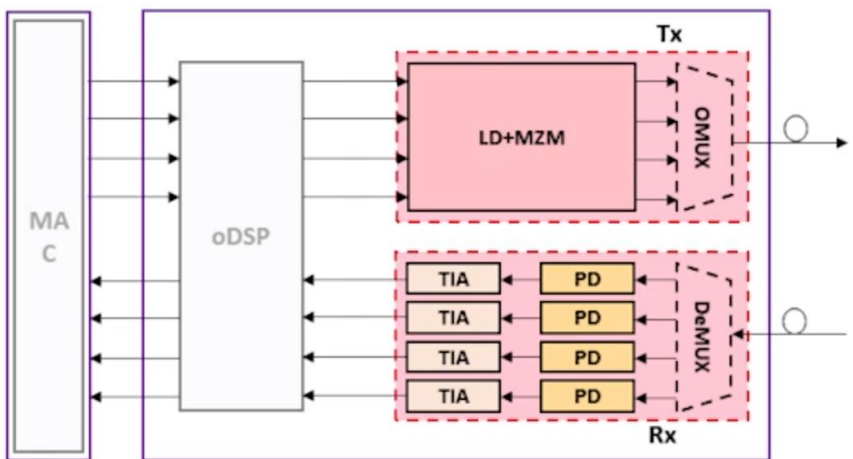 Tx
LD+MZM
OMUX
MA
C
oDSP
TIA
PD
TIA
PD
TIA
PD
TIA
PD
DeMUX
Rx